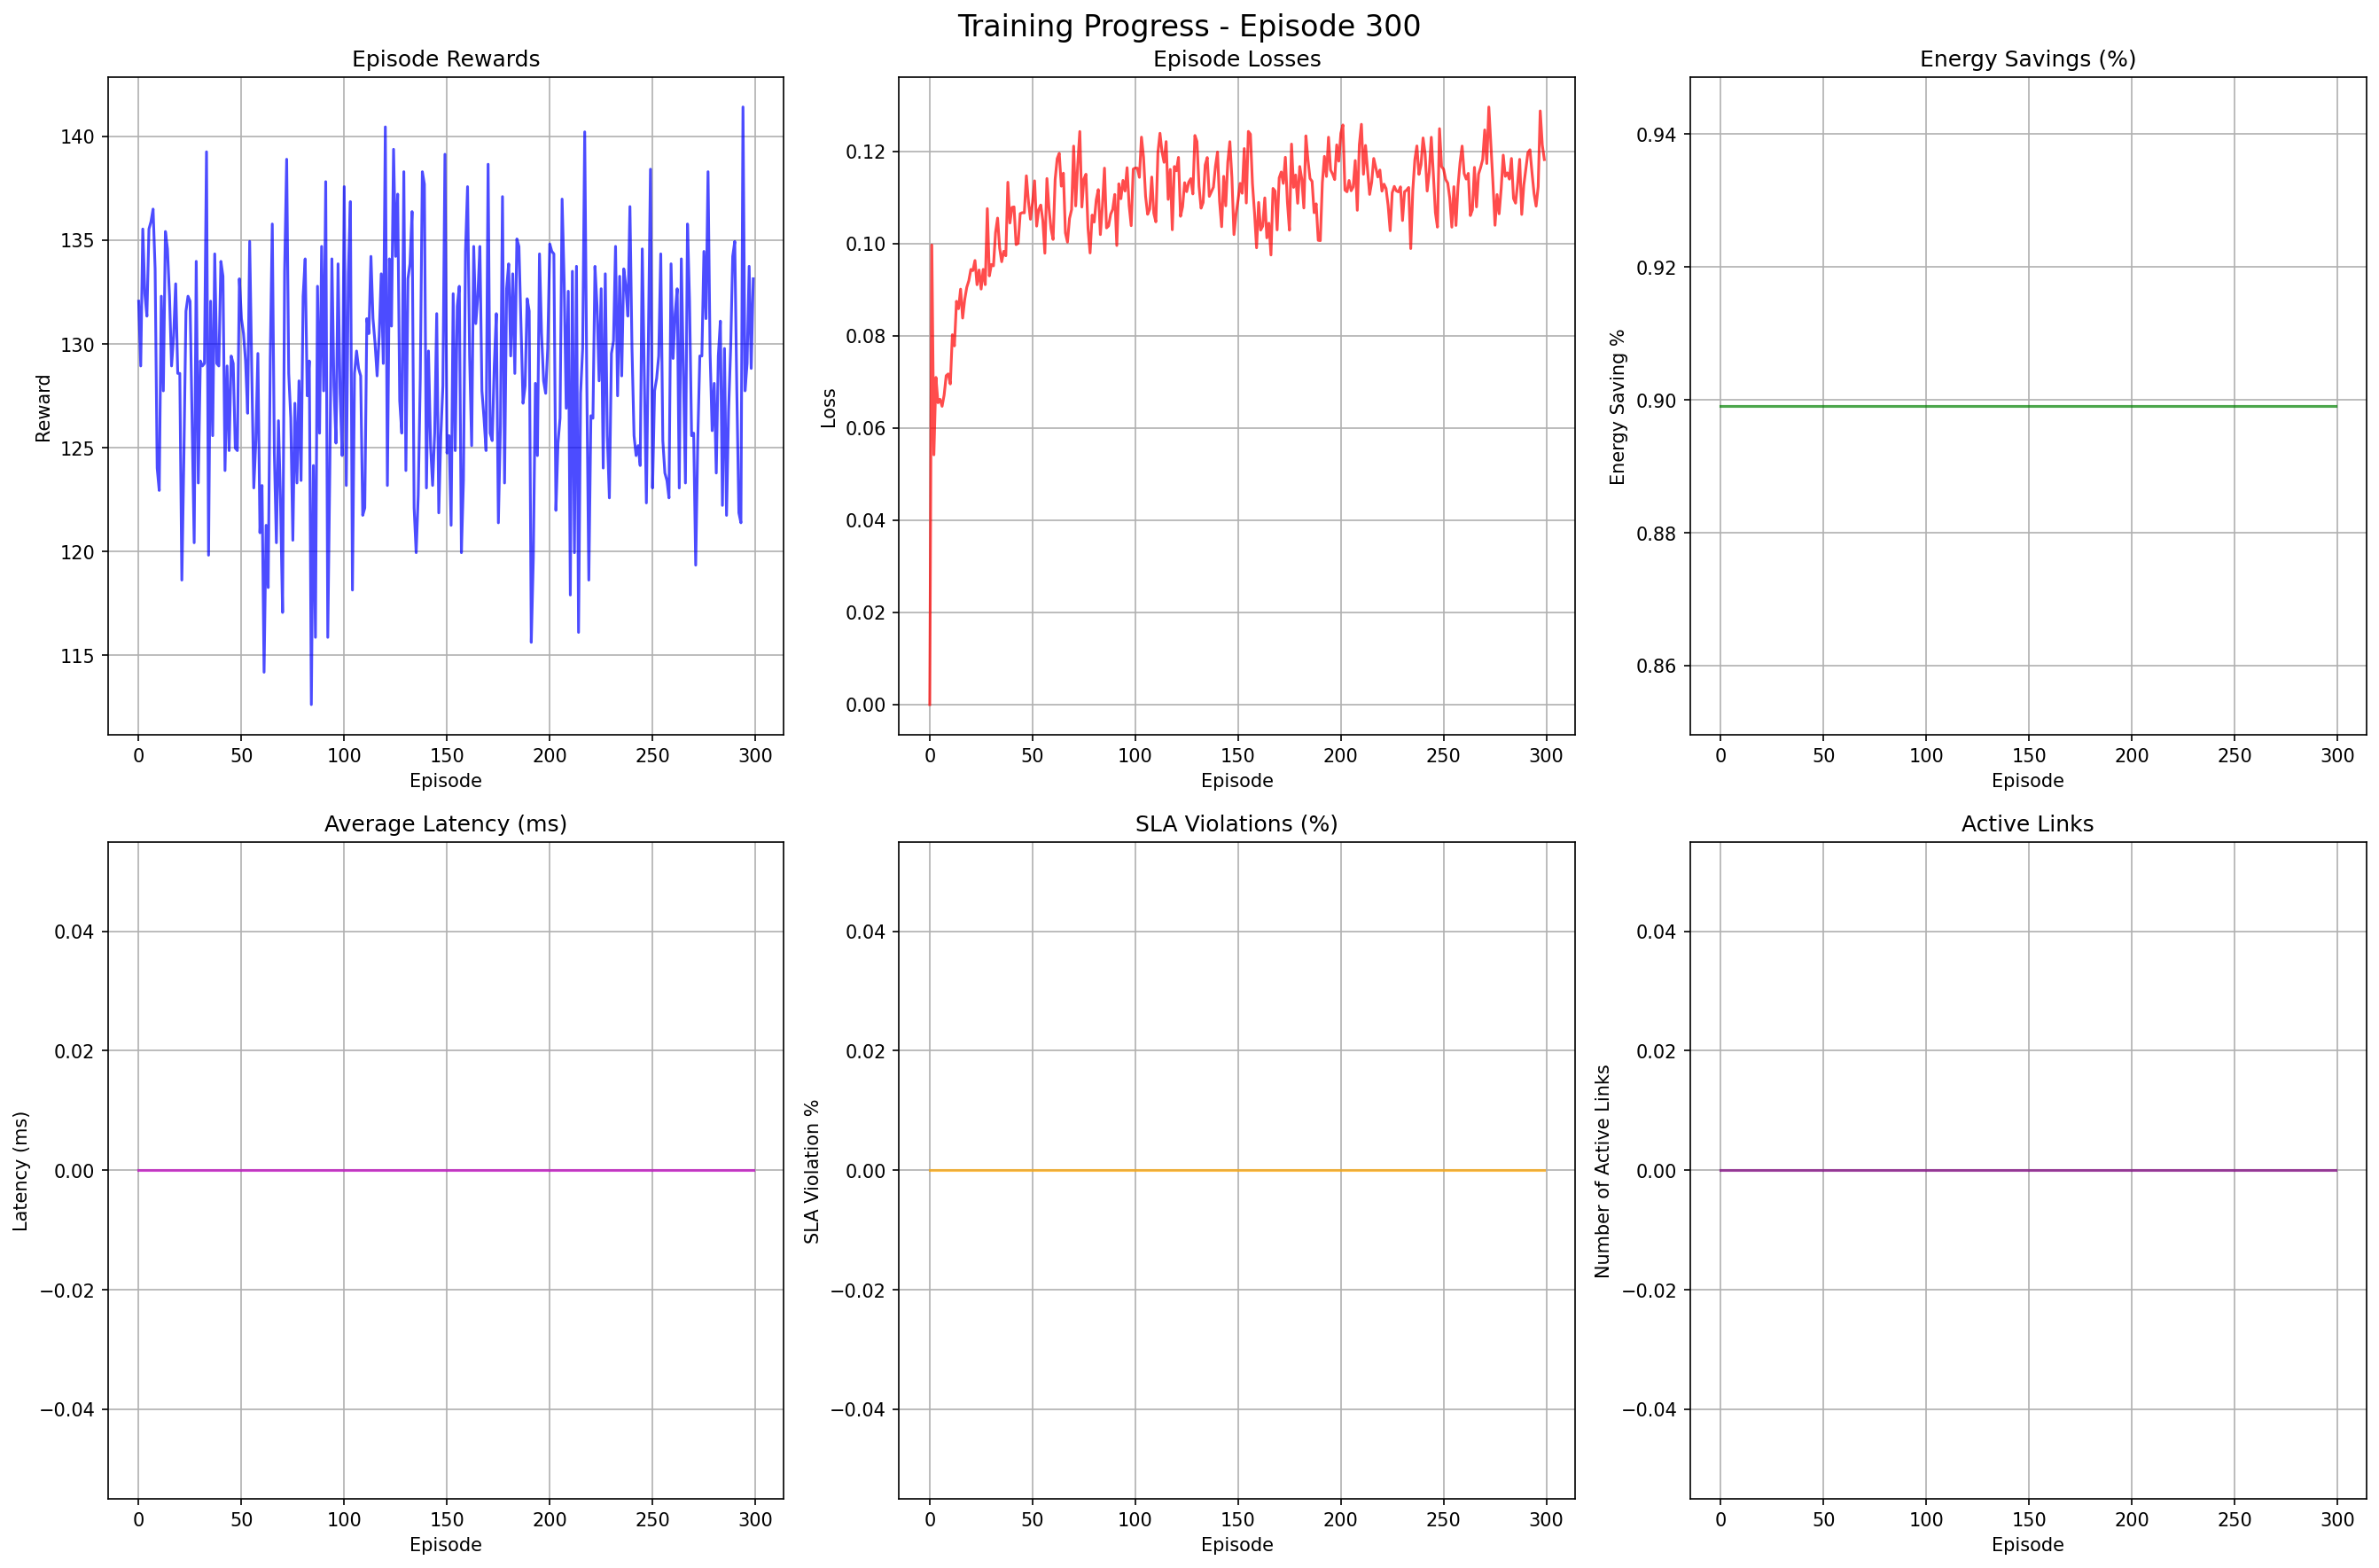 Training Progress - Episode 300
Episode Rewards
140
135
130
125
120
115
Reward
0 50 100 150 200 250 300
Episode
Episode Losses
0.12
0.10
0.08
0.06
0.04
0.02
0.00
Loss
0 50 100 150 200 250 300
Episode
Energy Savings (%)
0.94
0.92
0.90
0.88
0.86
Energy Saving %
0 50 100 150 200 250 300
Episode
Average Latency (ms)
0.04
0.02
0.00
−0.02
−0.04
Latency (ms)
0 50 100 150 200 250 300
Episode
SLA Violations (%)
0.04
0.02
0.00
−0.02
−0.04
SLA Violation %
0 50 100 150 200 250 300
Episode
Active Links
0.04
0.02
0.00
−0.02
−0.04
Number of Active Links
0 50 100 150 200 250 300
Episode